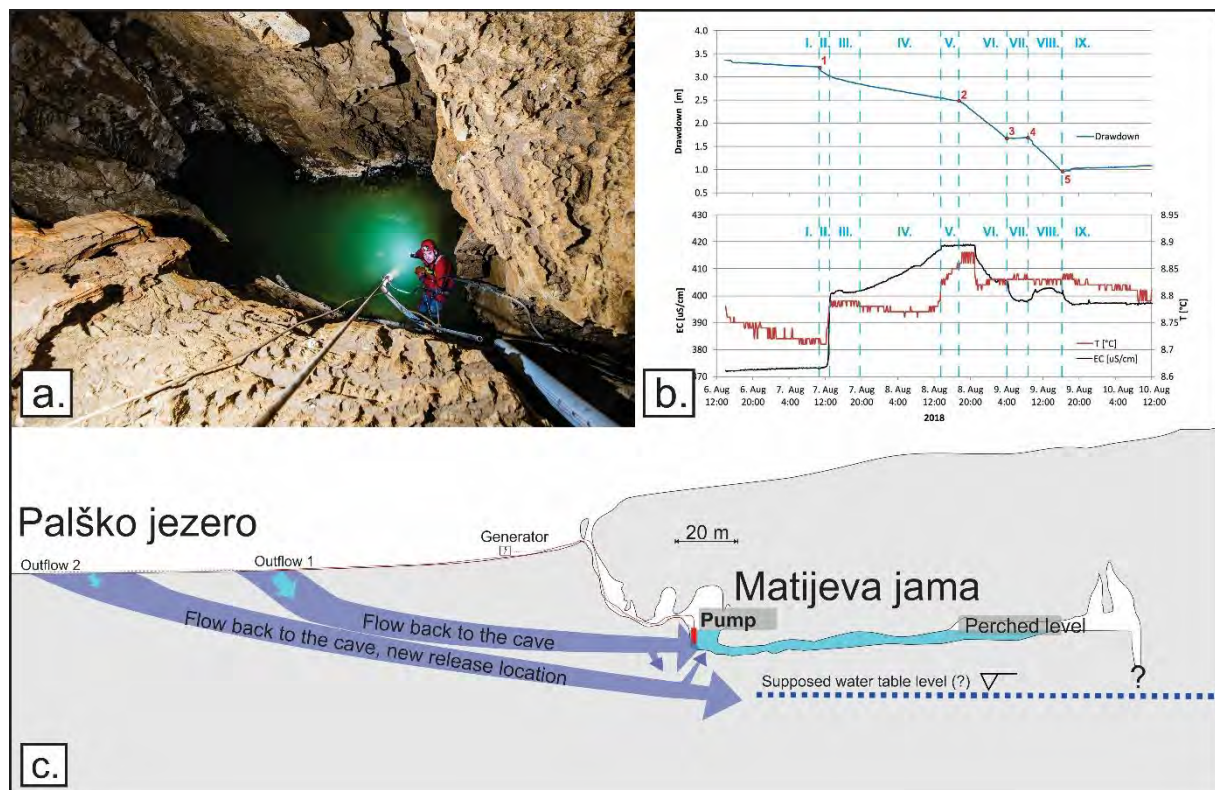 a.
4.0
3.5
3.0
2.5
2.0
1.5
1.0
0.5
Drawdown [m]
I. II. III. IV. V. VI. VII. VIII. IX.
1
2
3 4
5
Drawdown
430
420
410
400
390
380
370
EC [uS/cm]
I. II. III. IV. V. VI. VII. VIII. IX.
8.95
8.9
8.85
8.8
8.75
8.7
8.65
8.6
T [°C]
T [°C]
EC [uS/cm]
6. Aug 6. Aug 7. Aug 7. Aug 7. Aug 8. Aug 8. Aug 8. Aug 9. Aug 9. Aug 9. Aug 10. Aug 10. Aug
12:00 20:00 4:00 12:00 20:00 4:00 12:00 20:00 4:00 12:00 20:00 4:00 12:00
2018
b.
Palško jezero
Outflow 2
Outflow 1
Generator
?
20 m
Matijeva jama
Pump
Perched level
Flow back to the cave
Flow back to the cave, new release location
Supposed water table level (?)
?
c.